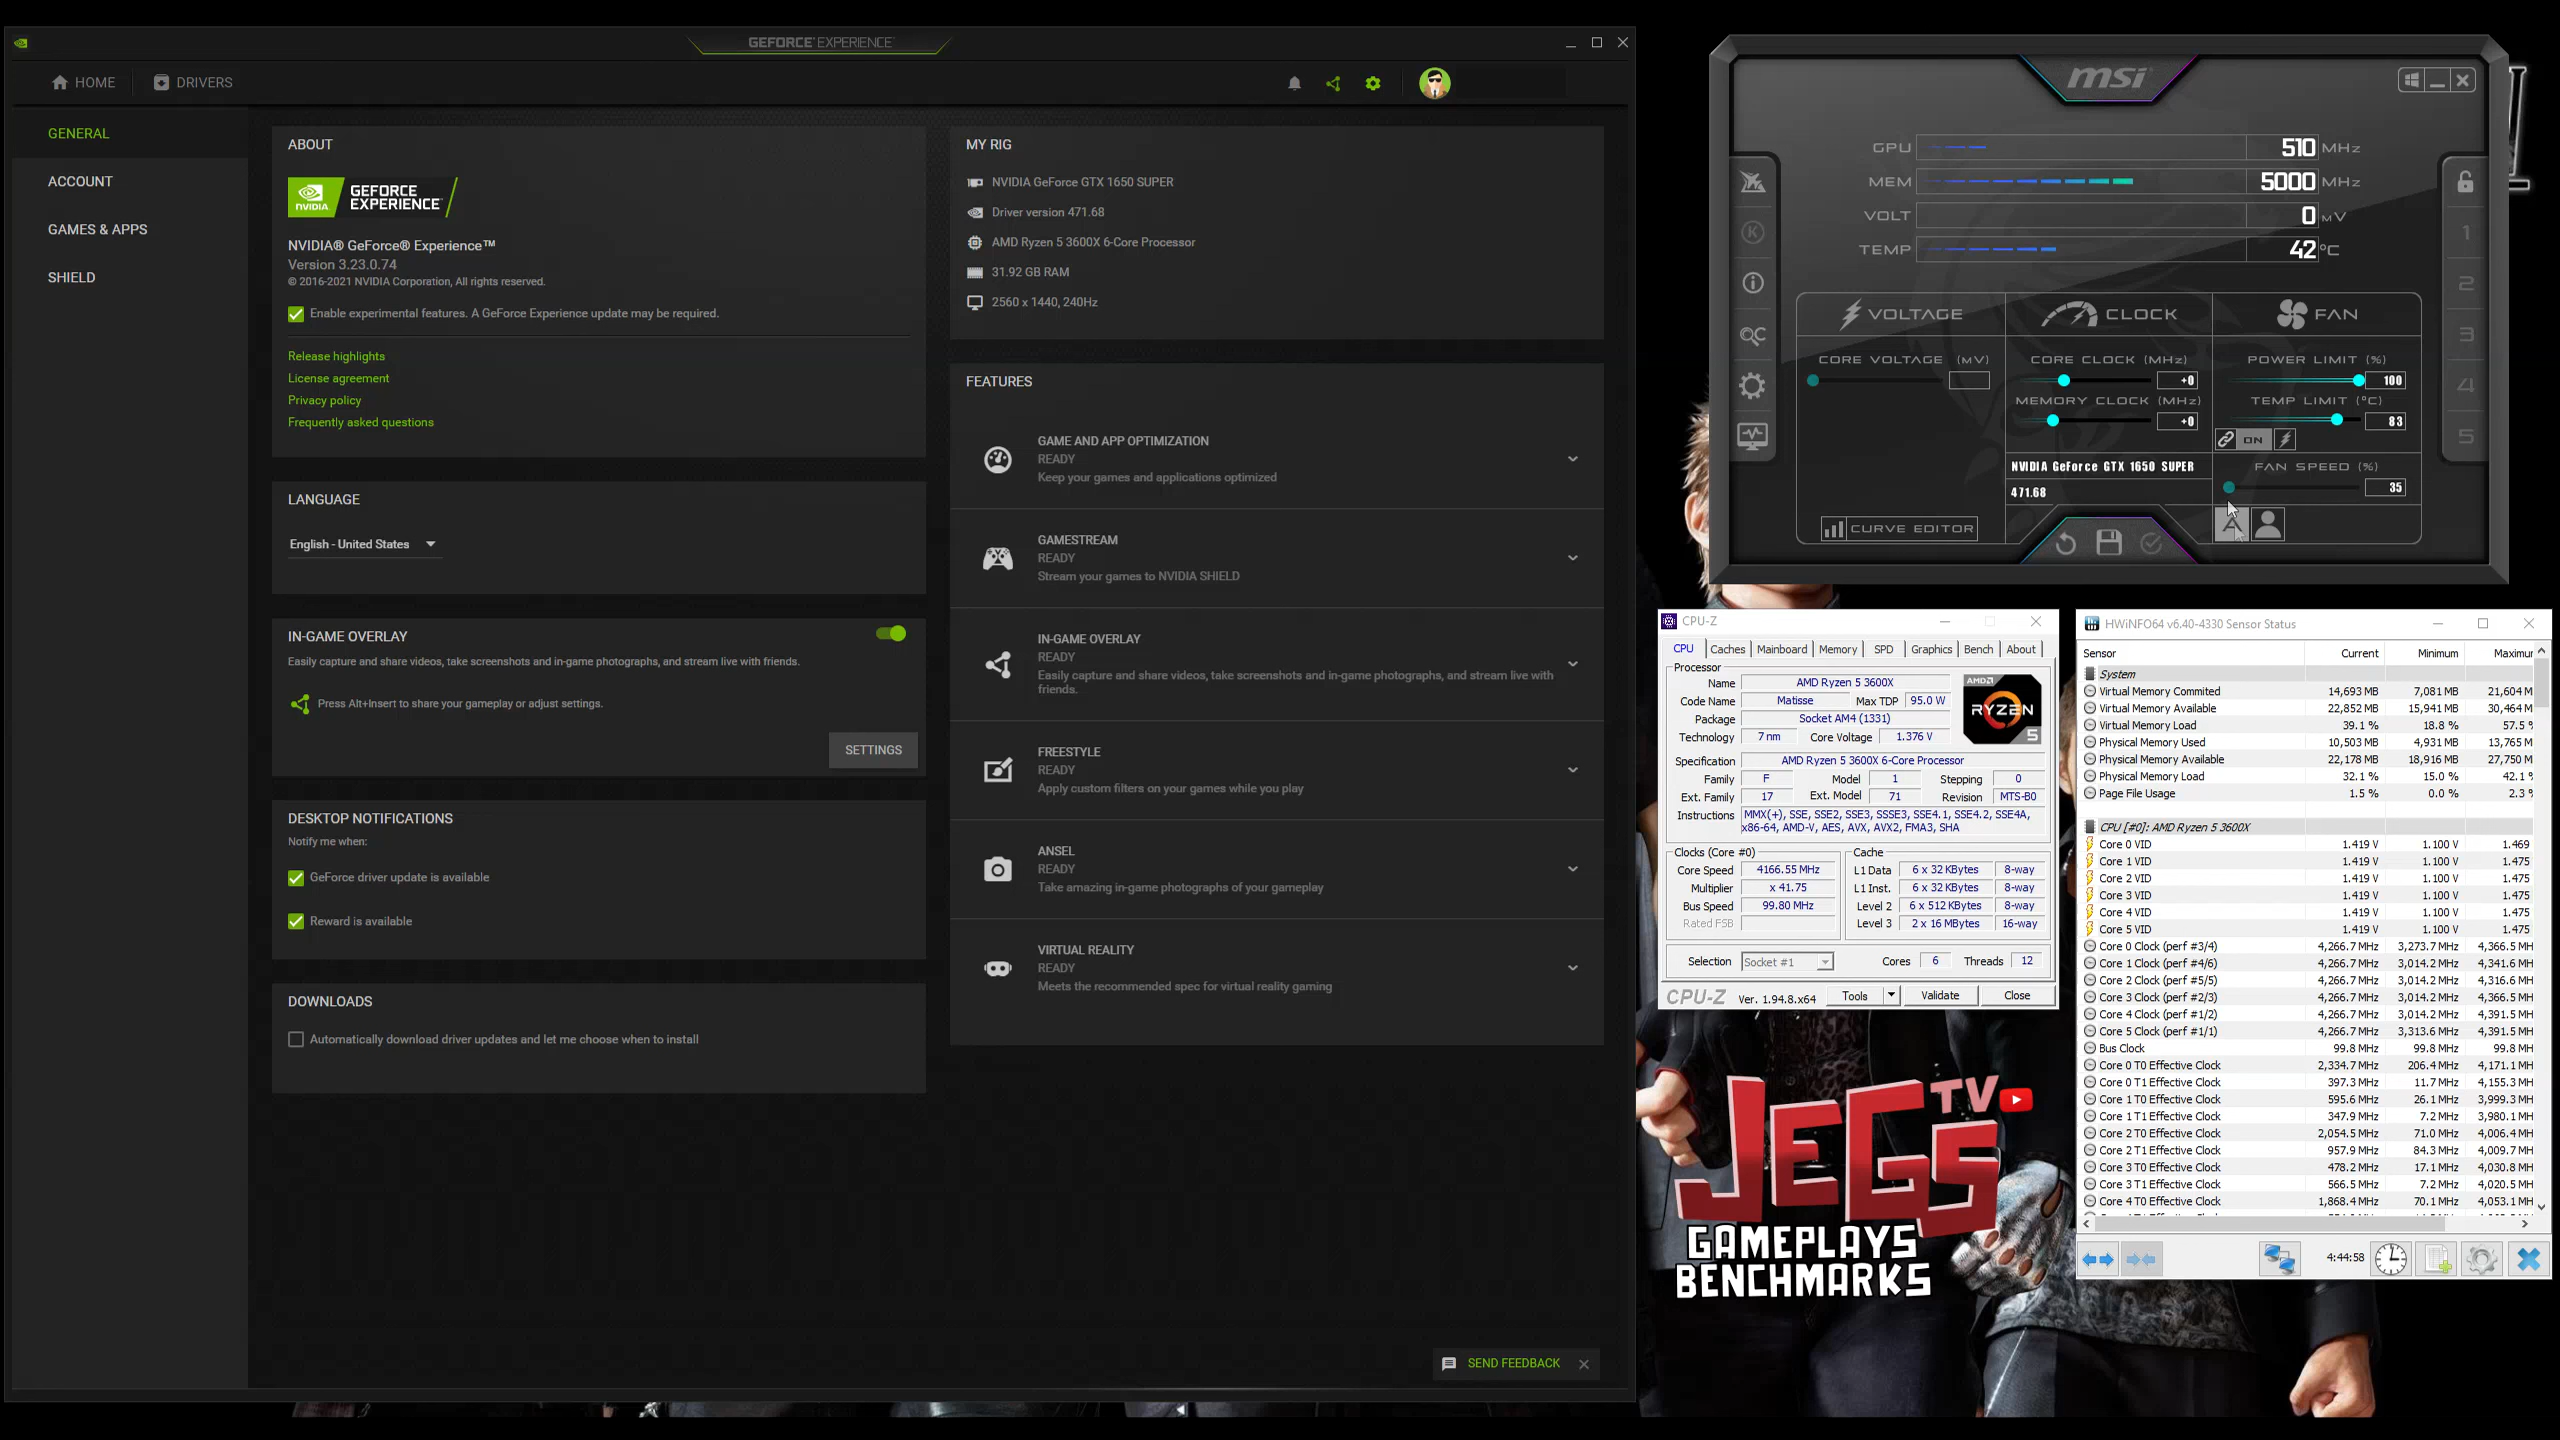 GEFORCE EXPERIENCE
HOME
DRIVERS
GENERAL
ACCOUNT
GAMES & APPS
SHIELD
ABOUT
NVIDIA
GEFORCE
EXPERIENCE
NVIDIA® GeForce® Experience™
Version 3.23.0.74
© 2016-2021 NVIDIA Corporation, All rights reserved.
Enable experimental features. A GeForce Experience update may be required.
Release highlights
License agreement
Privacy policy
Frequently asked questions
LANGUAGE
English - United States
IN-GAME OVERLAY
Easily capture and share videos, take screenshots and in-game photographs, and stream live with friends.
Press Alt+Insert to share your gameplay or adjust settings.
SETTINGS
DESKTOP NOTIFICATIONS
Notify me when:
GeForce driver update is available
Reward is available
DOWNLOADS
Automatically download driver updates and let me choose when to install
MY RIG
NVIDIA GeForce GTX 1650 SUPER
Driver version 471.68
AMD Ryzen 5 3600X 6-Core Processor
31.92 GB RAM
2560 x 1440, 240Hz
FEATURES
GAME AND APP OPTIMIZATION
READY
Keep your games and applications optimized
GAMESTREAM
READY
Stream your games to NVIDIA SHIELD
IN-GAME OVERLAY
READY
Easily capture and share videos, take screenshots and in-game photographs, and stream live with
friends.
FREESTYLE
READY
Apply custom filters on your games while you play
ANSEL
READY
Take amazing in-game photographs of your gameplay
VIRTUAL REALITY
READY
Meets the recommended spec for virtual reality gaming
SEND FEEDBACK
msi
GPU 510 MHz
MEM 5000 MHz
VOLT 0 mV
TEMP 42 °C
K
OC
1
2
3
4
5
VOLTAGE
CORE VOLTAGE (MV)
CURVE EDITOR
CLOCK
CORE CLOCK (MHz)
+0
MEMORY CLOCK (MHz)
+0
NVIDIA GeForce GTX 1650 SUPER
471.68
FAN
POWER LIMIT (%)
100
TEMP LIMIT (°C)
83
ON
FAN SPEED (%)
35
A
CPU-Z
CPU Caches Mainboard Memory SPD Graphics Bench About
Processor
Name AMD Ryzen 5 3600X
Code Name Matisse Max TDP 95.0 W
Package Socket AM4 (1331)
Technology 7 nm Core Voltage 1.376 V
AMD
RYZEN
5
Specification AMD Ryzen 5 3600X 6-Core Processor
Family F Model 1 Stepping 0
Ext. Family 17 Ext. Model 71 Revision MTS-B0
Instructions MMX(+), SSE, SSE2, SSE3, SSSE3, SSE4.1, SSE4.2, SSE4A,
x86-64, AMD-V, AES, AVX, AVX2, FMA3, SHA
Clocks (Core #0)
Core Speed 4166.55 MHz
Multiplier x 41.75
Bus Speed 99.80 MHz
Rated FSB
Cache
L1 Data 6 x 32 KBytes 8-way
L1 Inst. 6 x 32 KBytes 8-way
Level 2 6 x 512 KBytes 8-way
Level 3 2 x 16 MBytes 16-way
Selection Socket #1 Cores 6 Threads 12
CPU-Z Ver. 1.94.8.x64 Tools Validate Close
HWiNFO64 v6.40-4330 Sensor Status
Sensor Current Minimum Maximur
System
Virtual Memory Commited 14,693 MB 7,081 MB 21,604 M
Virtual Memory Available 22,852 MB 15,941 MB 30,464 M
Virtual Memory Load 39.1 % 18.8 % 57.5 %
Physical Memory Used 10,503 MB 4,931 MB 13,765 M
Physical Memory Available 22,178 MB 18,916 MB 27,750 M
Physical Memory Load 32.1 % 15.0 % 42.1 %
Page File Usage 1.5 % 0.0 % 2.3 %
CPU [#0]: AMD Ryzen 5 3600X
Core 0 VID 1.419 V 1.100 V 1.469
Core 1 VID 1.419 V 1.100 V 1.475
Core 2 VID 1.419 V 1.100 V 1.475
Core 3 VID 1.419 V 1.100 V 1.475
Core 4 VID 1.419 V 1.100 V 1.475
Core 5 VID 1.419 V 1.100 V 1.475
Core 0 Clock (perf #3/4) 4,266.7 MHz 3,273.7 MHz 4,366.5 MH
Core 1 Clock (perf #4/6) 4,266.7 MHz 3,014.2 MHz 4,341.6 MH
Core 2 Clock (perf #5/5) 4,266.7 MHz 3,014.2 MHz 4,316.6 MH
Core 3 Clock (perf #2/3) 4,266.7 MHz 3,014.2 MHz 4,366.5 MH
Core 4 Clock (perf #1/2) 4,266.7 MHz 3,014.2 MHz 4,391.5 MH
Core 5 Clock (perf #1/1) 4,266.7 MHz 3,313.6 MHz 4,391.5 MH
Bus Clock 99.8 MHz 99.8 MHz 99.8 MH
Core 0 T0 Effective Clock 2,334.7 MHz 206.4 MHz 4,171.1 MH
Core 0 T1 Effective Clock 397.3 MHz 11.7 MHz 4,155.3 MH
Core 1 T0 Effective Clock 595.6 MHz 26.1 MHz 3,999.3 MH
Core 1 T1 Effective Clock 347.9 MHz 7.2 MHz 3,980.1 MH
Core 2 T0 Effective Clock 2,054.5 MHz 71.0 MHz 4,006.4 MH
Core 2 T1 Effective Clock 957.9 MHz 84.3 MHz 4,009.7 MH
Core 3 T0 Effective Clock 478.2 MHz 17.1 MHz 4,030.8 MH
Core 3 T1 Effective Clock 566.5 MHz 7.2 MHz 4,020.5 MH
Core 4 T0 Effective Clock 1,868.4 MHz 70.1 MHz 4,053.1 MH
4:44:58
JEGS TV
GAMEPLAYS
BENCHMARKS